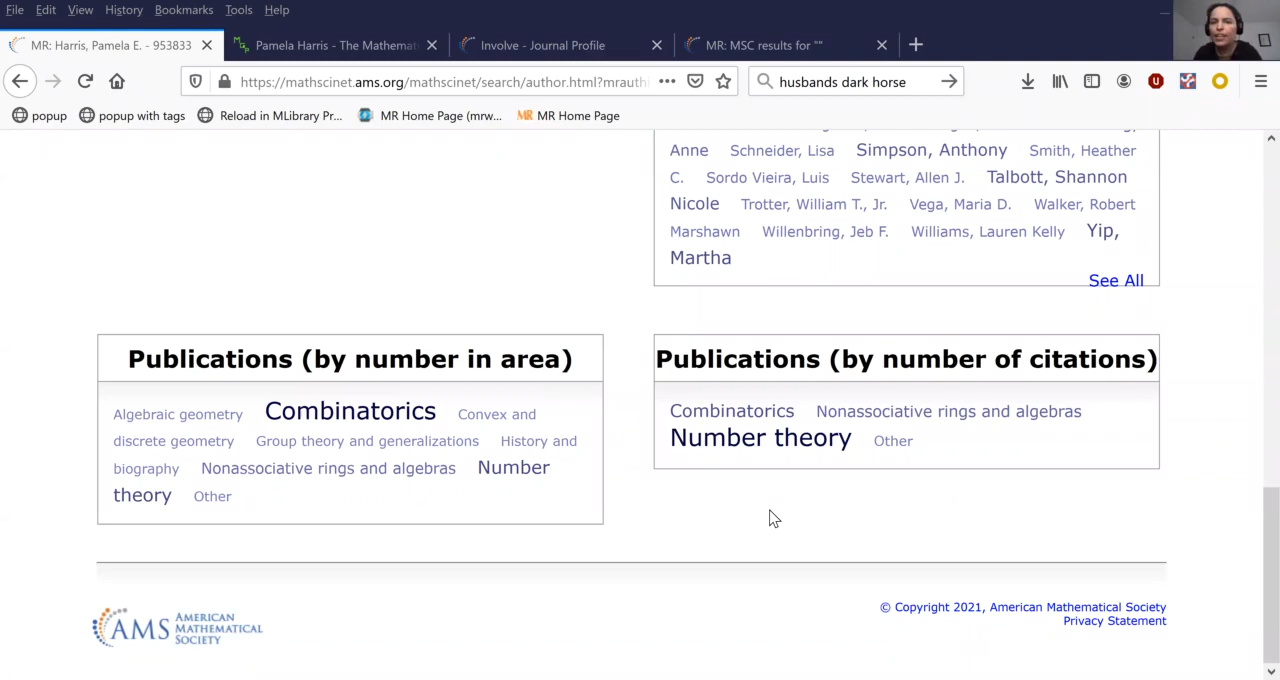 File Edit View History Bookmarks Tools Help
MR: Harris, Pamela E. - 953833
Pamela Harris - The Mathemat
Involve - Journal Profile
MR: MSC results for ""
https://mathscinet.ams.org/mathscinet/search/author.html?mrauth
husbands dark horse
popup popup with tags Reload in MLibrary Pr... MR Home Page (mrw... MR Home Page
Anne Schneider, Lisa Simpson, Anthony Smith, Heather
C. Sordo Vieira, Luis Stewart, Allen J. Talbott, Shannon
Nicole Trotter, William T., Jr. Vega, Maria D. Walker, Robert
Marshawn Willenbring, Jeb F. Williams, Lauren Kelly Yip,
Martha
See All
Publications (by number in area)
Algebraic geometry Combinatorics Convex and
discrete geometry Group theory and generalizations History and
biography Nonassociative rings and algebras Number
theory Other
Publications (by number of citations)
Combinatorics Nonassociative rings and algebras
Number theory Other
AMS AMERICAN
MATHEMATICAL
SOCIETY
© Copyright 2021, American Mathematical Society
Privacy Statement